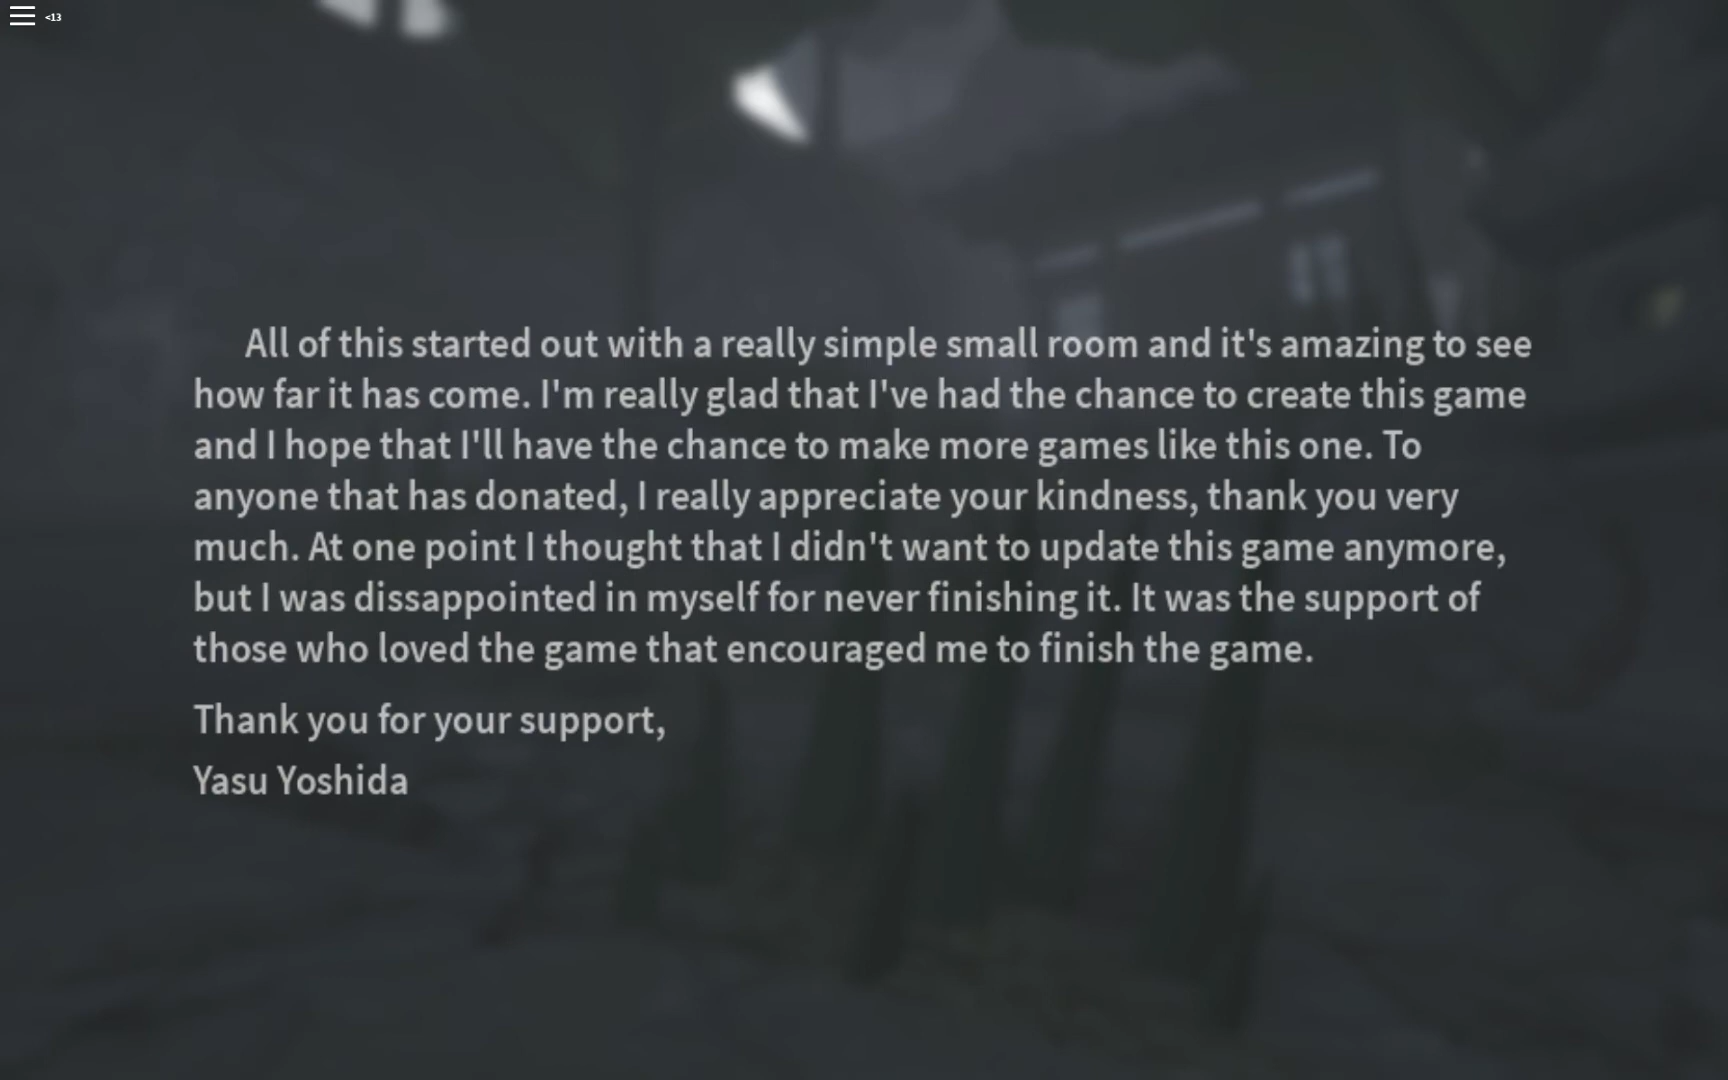 <13
All of this started out with a really simple small room and it's amazing to see
how far it has come. I'm really glad that I've had the chance to create this game
and I hope that I'll have the chance to make more games like this one. To
anyone that has donated, I really appreciate your kindness, thank you very
much. At one point I thought that I didn't want to update this game anymore,
but I was dissappointed in myself for never finishing it. It was the support of
those who loved the game that encouraged me to finish the game.
Thank you for your support,
Yasu Yoshida